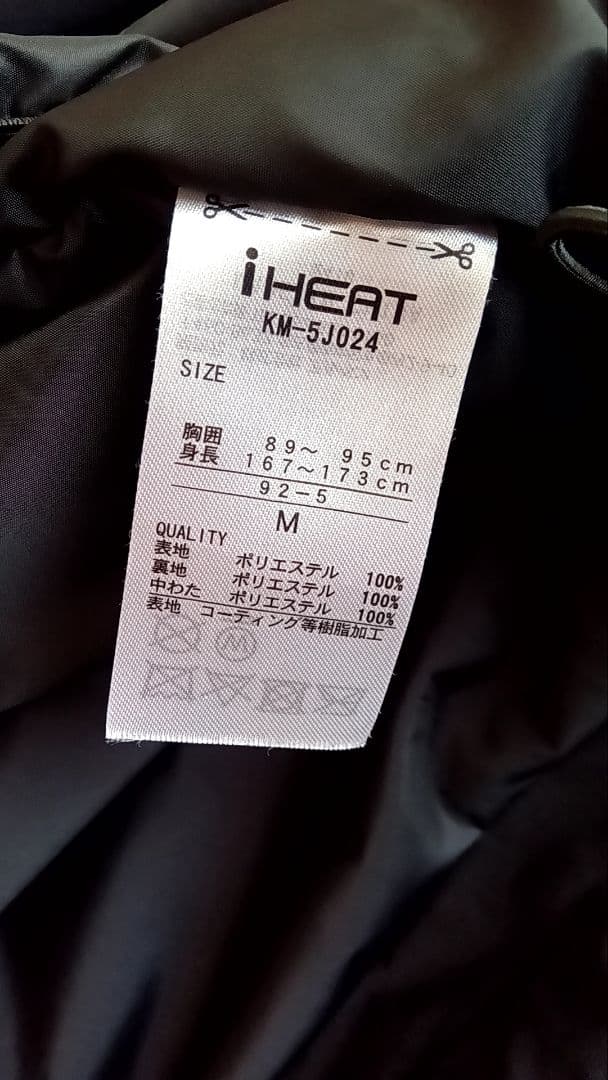 iHEAT
KM-5J024
SIZE
胸囲 89～ 95cm
身長 167～173cm
92-5
M
QUALITY
表地 ポリエステル 100%
裏地 ポリエステル 100%
中わた ポリエステル 100%
表地 コーティング等樹脂加工
W